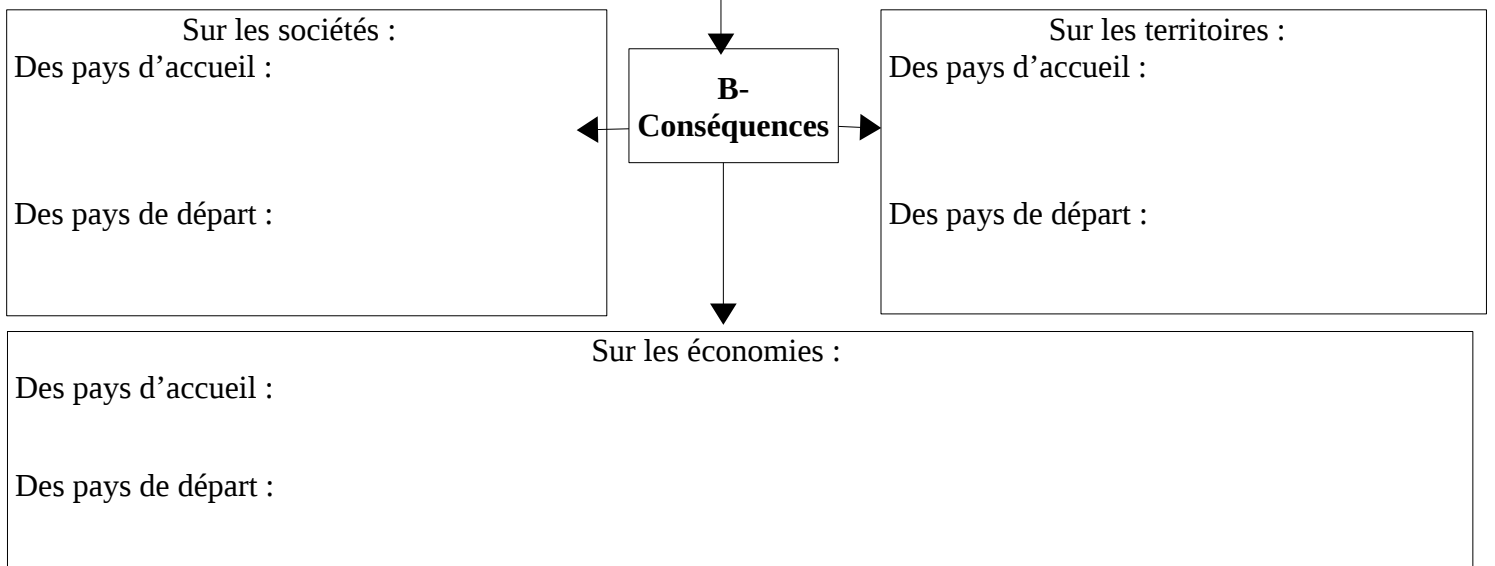 Sur les sociétés :
Des pays d’accueil :
Des pays de départ :
B-
Conséquences
Sur les territoires :
Des pays d’accueil :
Des pays de départ :
Sur les économies :
Des pays d’accueil :
Des pays de départ :